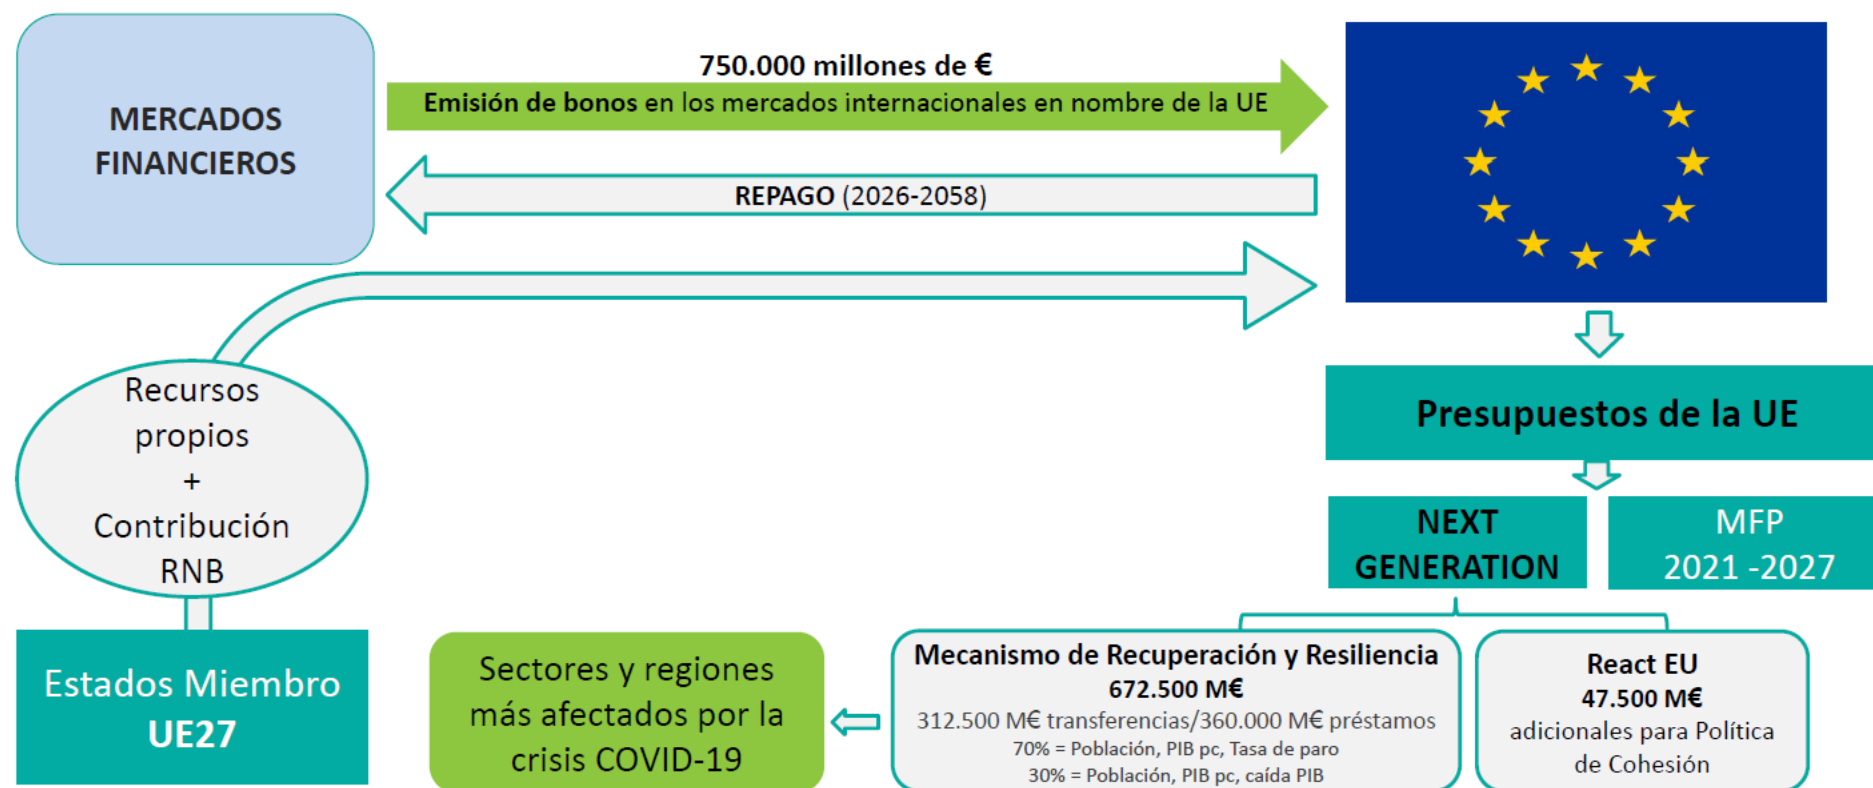 MERCADOS
FINANCIEROS
750.000 millones de €
Emisión de bonos en los mercados internacionales en nombre de la UE
REPAGO (2026-2058)
Recursos
propios
+
Contribución
RNB
Estados Miembro
UE27
Presupuestos de la UE
NEXT
GENERATION
MFP
2021 -2027
Mecanismo de Recuperación y Resiliencia
672.500 M€
312.500 M€ transferencias/360.000 M€ préstamos
70% = Población, PIB pc, Tasa de paro
30% = Población, PIB pc, caída PIB
React EU
47.500 M€
adicionales para Política
de Cohesión
Sectores y regiones
más afectados por la
crisis COVID-19